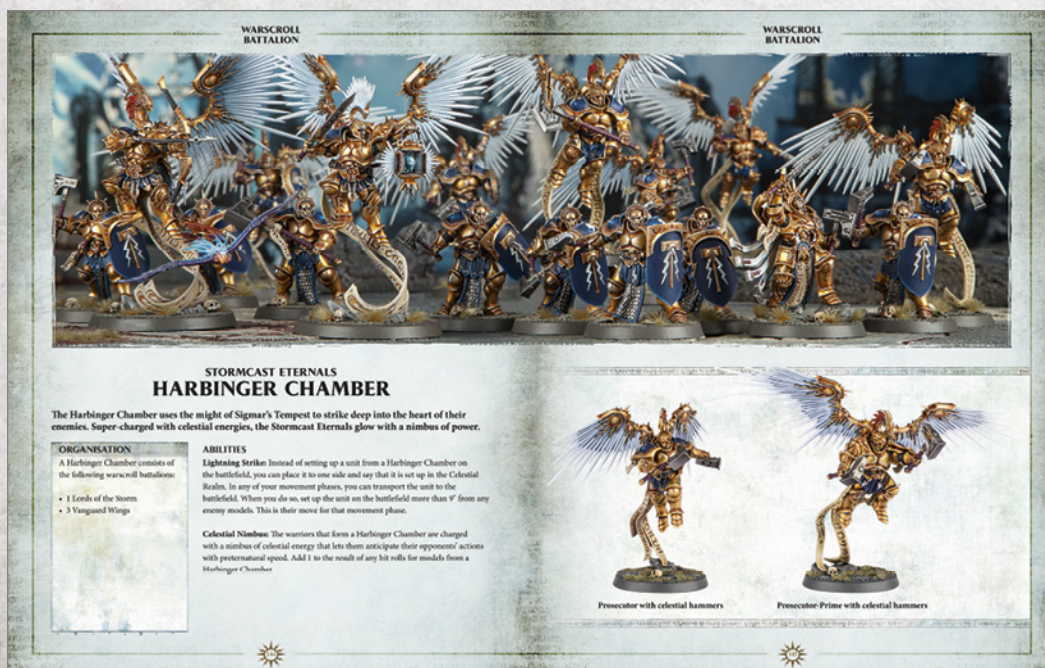 WARSCROLL
BATTALION
WARSCROLL
BATTALION
STORMCAST ETERNALS
HARBINGER CHAMBER
The Harbinger Chamber uses the might of Sigmar's Tempest to strike deep into the heart of their
enemies. Super-charged with celestial energies, the Stormcast Eternals glow with a nimbus of power.
ORGANISATION
A Harbinger Chamber consists of
the following warscroll battalions:
• 1 Lords of the Storm
• 3 Vanguard Wings
ABILITIES
Lightning Strike: Instead of setting up a unit from a Harbinger Chamber on
the battlefield, you can place it to one side and say that it is set up in the Celestial
Realm. In any of your movement phases, you can transport the unit to the
battlefield. When you do so, set up the unit on the battlefield more than 9" from any
enemy models. This is their move for that movement phase.
Celestial Nimbus: The warriors that form a Harbinger Chamber are charged
with a nimbus of celestial energy that lets them anticipate their opponents' actions
with preternatural speed. Add 1 to the result of any hit rolls for models from a
Harbinger Chamber
Prosecutor with celestial hammers
Prosecutor-Prime with celestial hammers